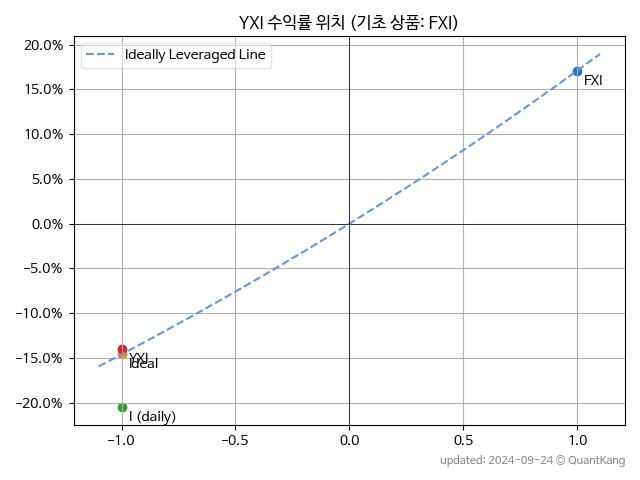 YXI 수익률 위치 (기초 상품: FXI)
20.0%
15.0%
10.0%
5.0%
0.0%
−5.0%
−10.0%
−15.0%
−20.0%
Ideally Leveraged Line
FXI
YXI
Ideal
I (daily)
−1.0
−0.5
0.0
0.5
1.0
updated: 2024-09-24 © QuantKang